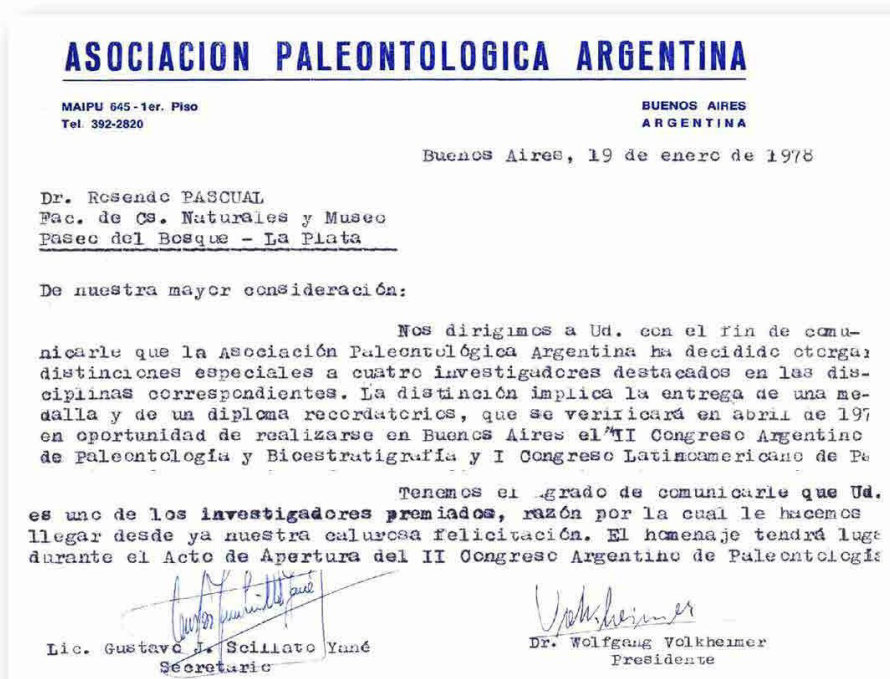 ASOCIACION PALEONTOLOGICA ARGENTINA
MAIPU 645 - 1er. Piso
Tel. 392-2820
BUENOS AIRES
ARGENTINA
Buenos Aires, 19 de enero de 1978
Dr. Rosendo PASCUAL
Fac. de Cs. Naturales y Museo
Paseo del Bosque - La Plata
De nuestra mayor consideración:
Nos dirigimos a Ud. con el fin de comu-
nicarle que la Asociación Paleontológica Argentina ha decidido otorgar
distinciones especiales a cuatro investigadores destacados en las dis-
ciplinas correspondientes. La distinción implica la entrega de una me-
dalla y de un diploma recordatorios, que se verificará en abril de 197
en oportunidad de realizarse en Buenos Aires el "II Congreso Argentino
de Paleontología y Bioestratigrafía y I Congreso Latinoamericano de Pa
Tenemos el grado de comunicarle que Ud.
es uno de los investigadores premiados, razón por la cual le hacemos
llegar desde ya nuestra calurosa felicitación. El homenaje tendrá luga
durante el Acto de Apertura del II Congreso Argentino de Paleontología
Volkheimer
Lic. Gustavo J. Scillato Yané
Secretario
Dr. Wolfgang Volkheimer
Presidente